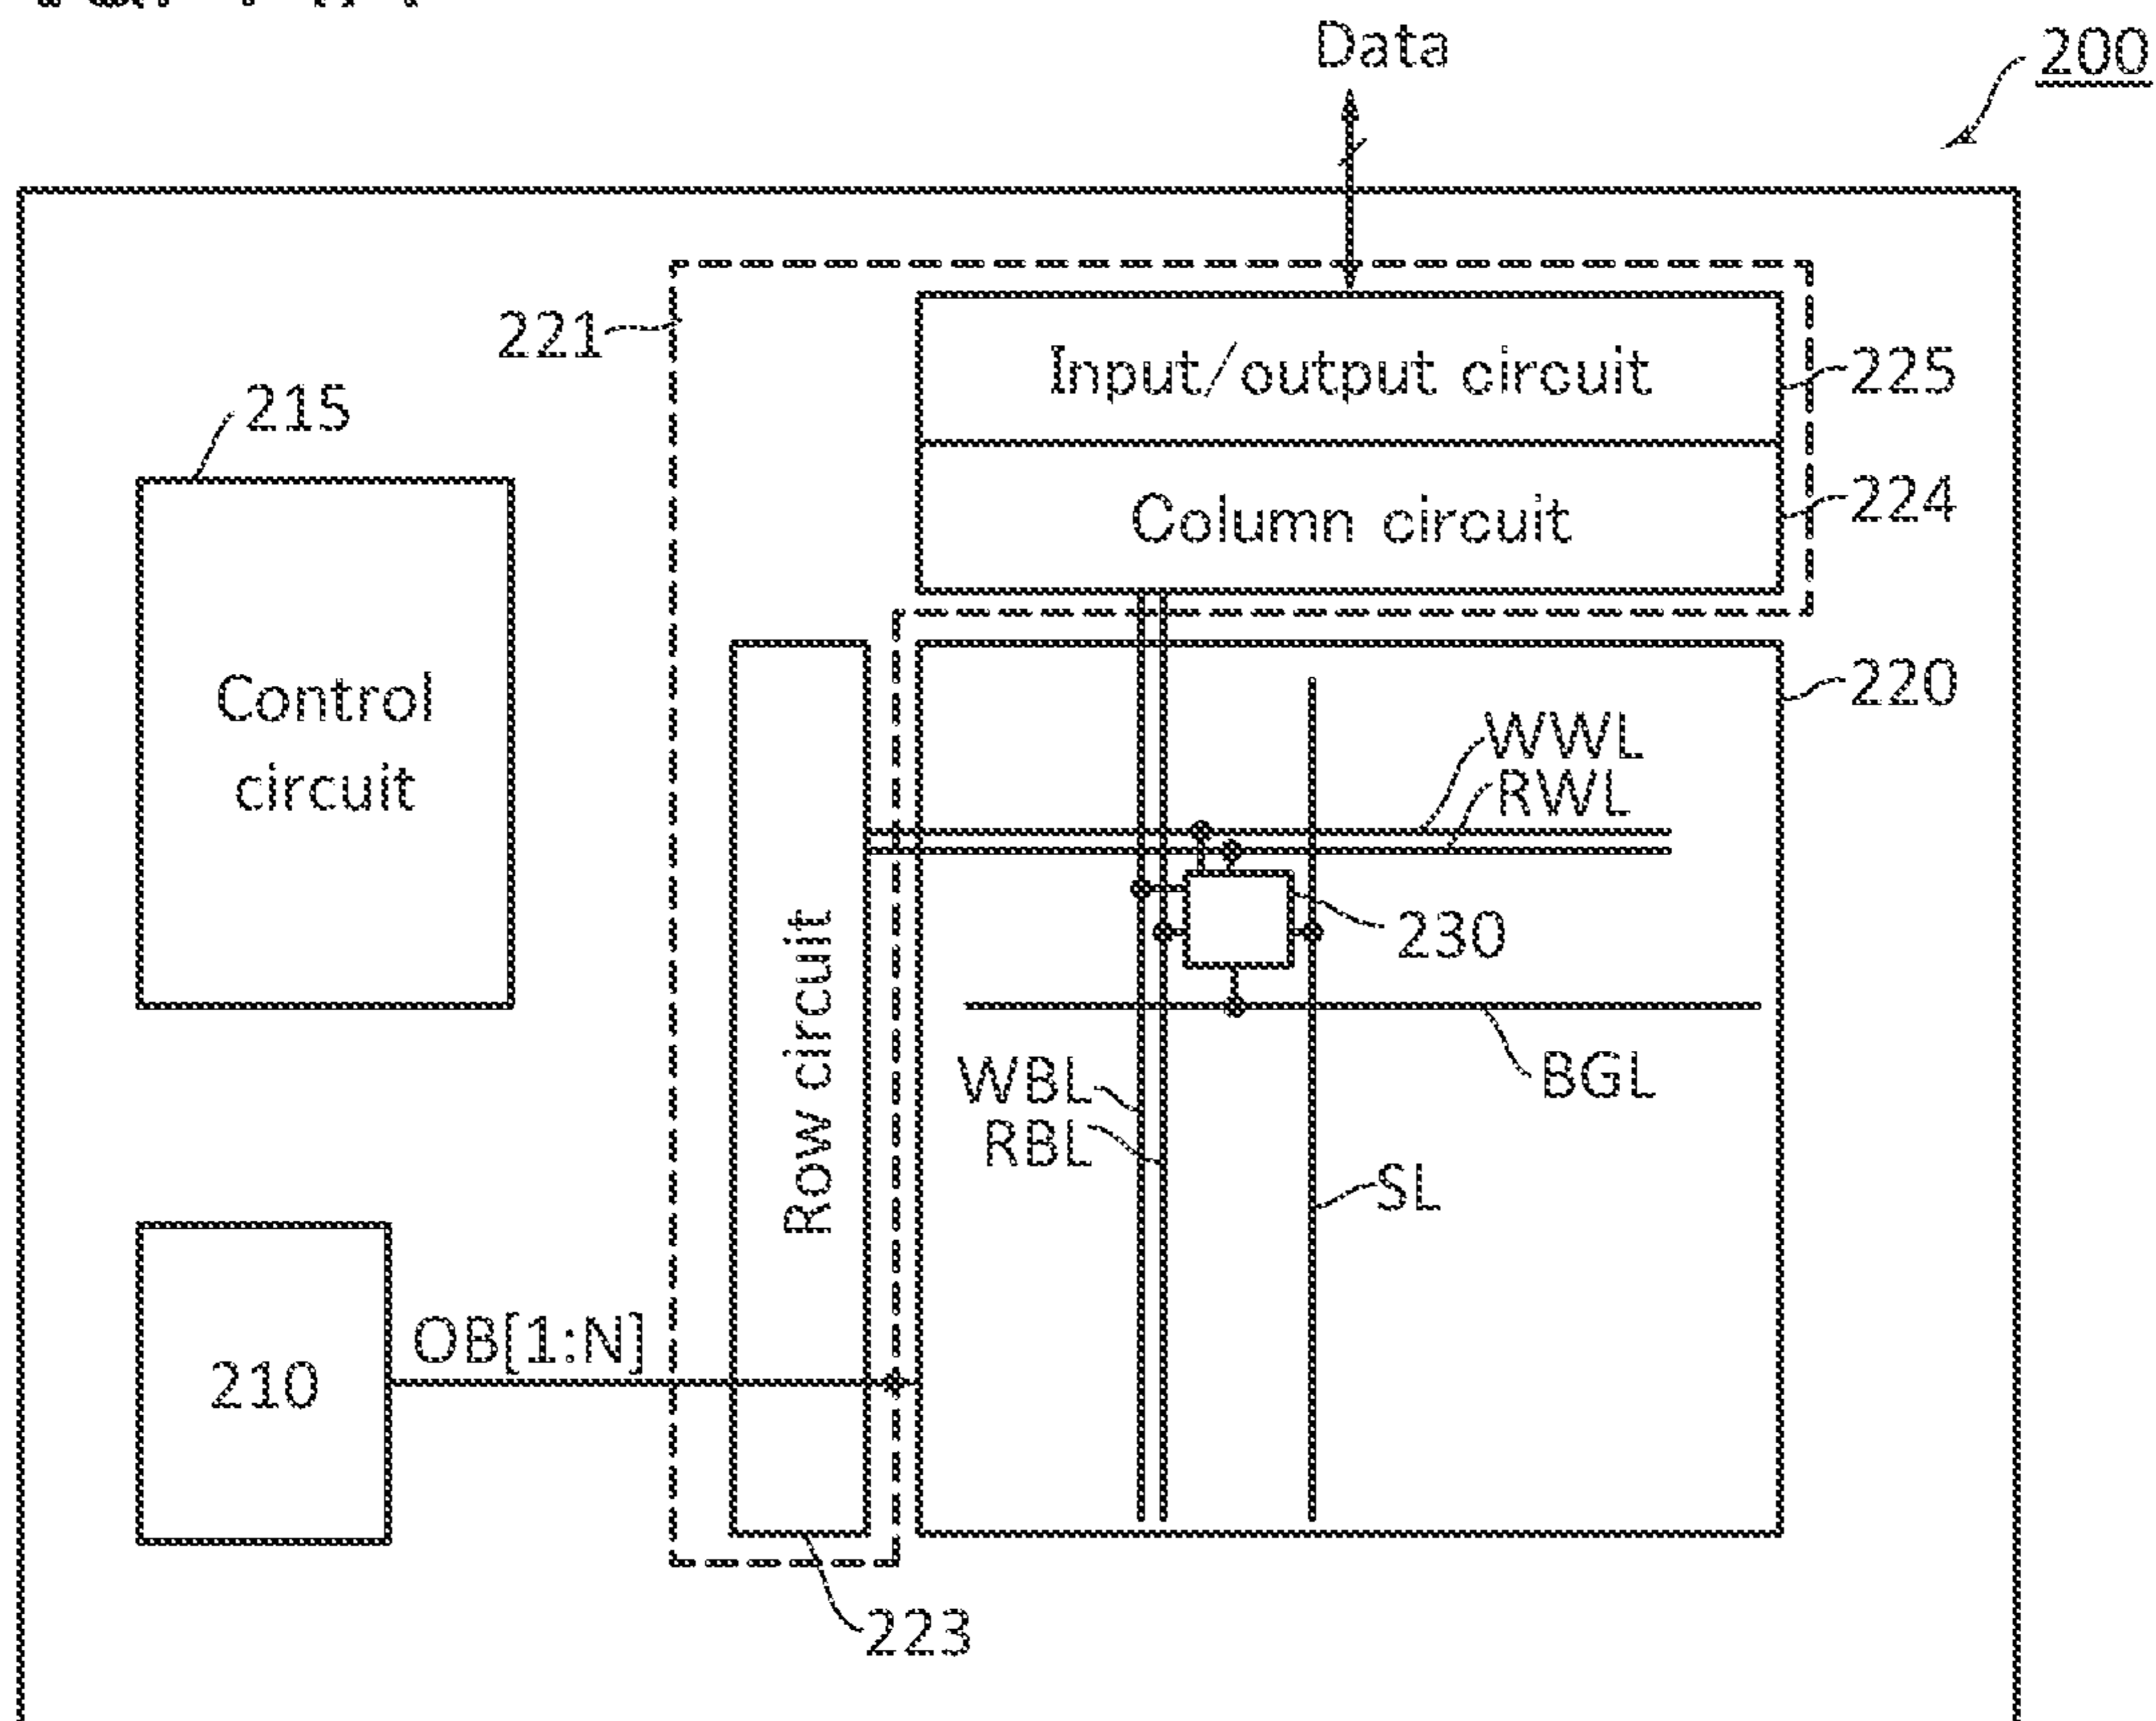 Data
200
221
Input/output circuit
225
215
Column circuit
224
Control
circuit
220
WWL
RWL
Row circuit
230
WBL
RBL
BGL
SL
210
OB[1:N]
223